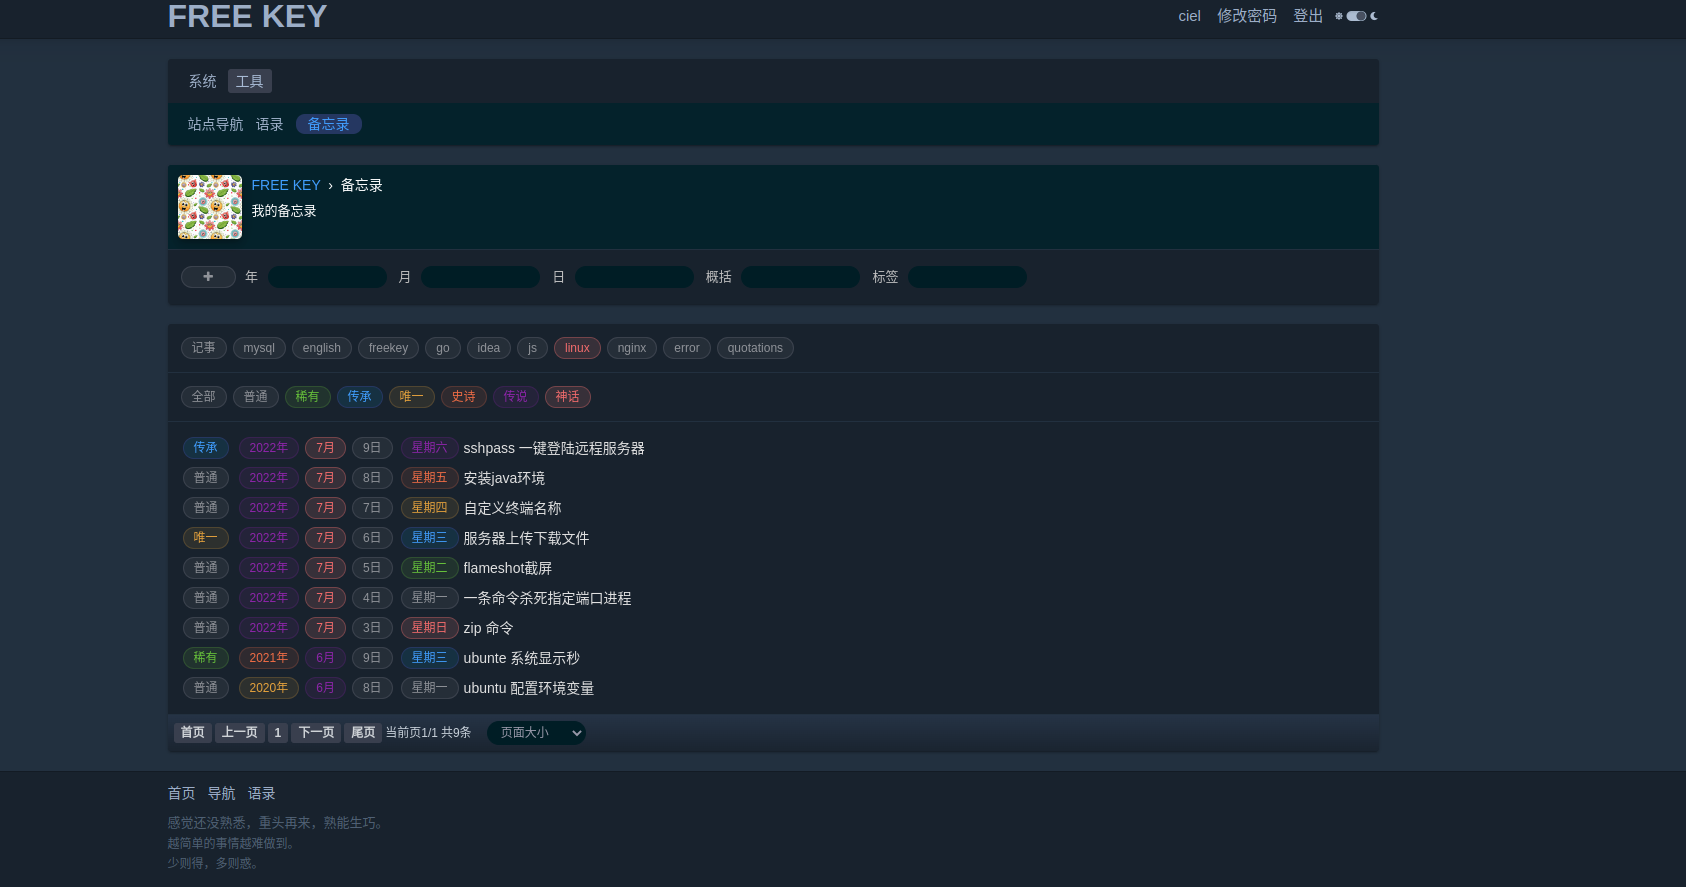 FREE KEY
ciel 修改密码 登出
系统 工具
站点导航 语录 备忘录
FREE KEY › 备忘录
我的备忘录
年 月 日 概括 标签
记事 mysql english freekey go idea js linux nginx error quotations
全部 普通 稀有 传承 唯一 史诗 传说 神话
传承 2022年 7月 9日 星期六 sshpass 一键登陆远程服务器
普通 2022年 7月 8日 星期五 安装java环境
普通 2022年 7月 7日 星期四 自定义终端名称
唯一 2022年 7月 6日 星期三 服务器上传下载文件
普通 2022年 7月 5日 星期二 flameshot截屏
普通 2022年 7月 4日 星期一 一条命令杀死指定端口进程
普通 2022年 7月 3日 星期日 zip 命令
稀有 2021年 6月 9日 星期三 ubunte 系统显示秒
普通 2020年 6月 8日 星期一 ubuntu 配置环境变量
首页 上一页 1 下一页 尾页 当前页1/1 共9条 页面大小
首页 导航 语录
感觉还没熟悉，重头再来，熟能生巧。
越简单的事情越难做到。
少则得，多则惑。